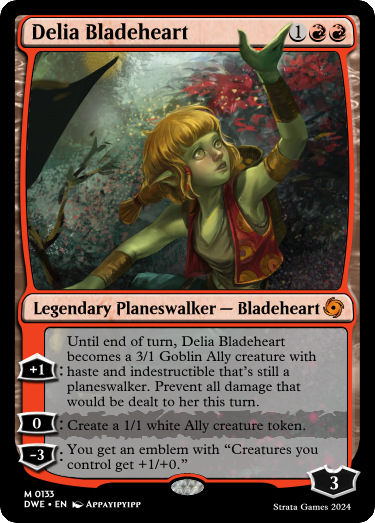 Delia Bladeheart 1
Legendary Planeswalker — Bladeheart
Until end of turn, Delia Bladeheart
becomes a 3/1 Goblin Ally creature with
+1: haste and indestructible that's still a
planeswalker. Prevent all damage that
would be dealt to her this turn.
0: Create a 1/1 white Ally creature token.
-3: You get an emblem with “Creatures you
control get +1/+0.”
3
M 0133
DWE • EN Appayipyipp
Strata Games 2024